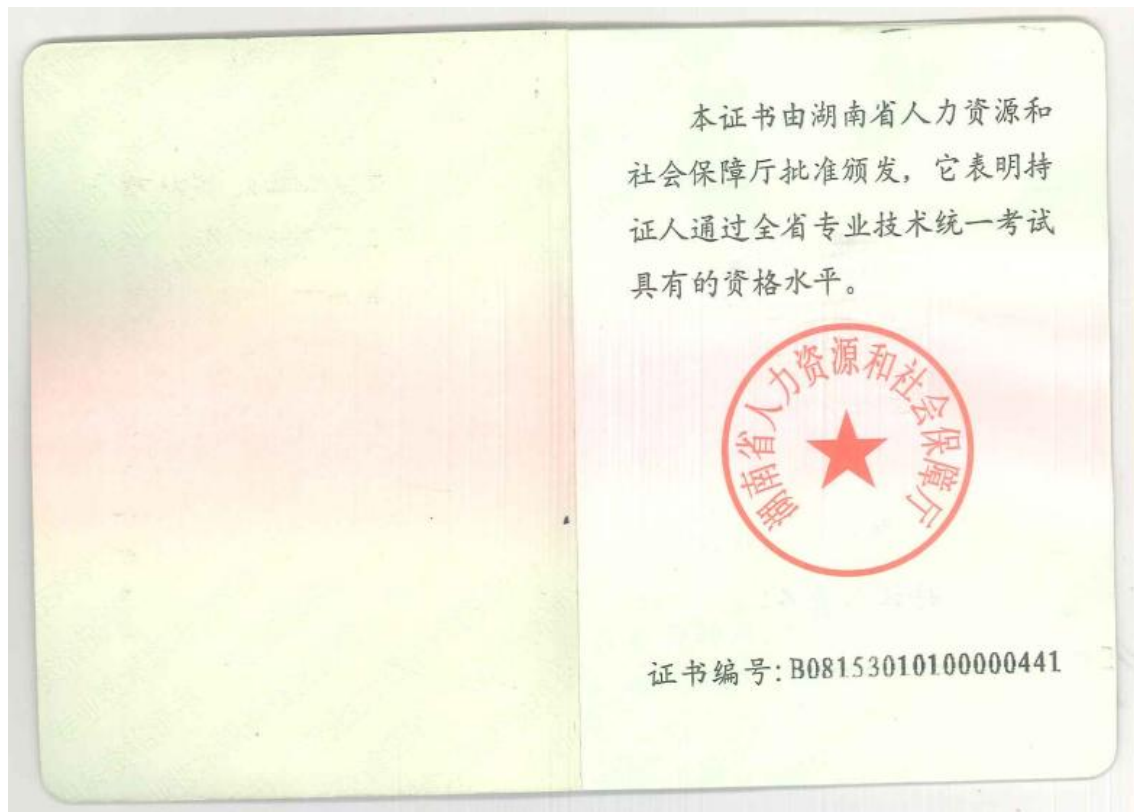 本证书由湖南省人力资源和
社会保障厅批准颁发，它表明持
证人通过全省专业技术统一考试
具有的资格水平。
湖南省人力资源和社会保障厅
证书编号:B08153010100000441